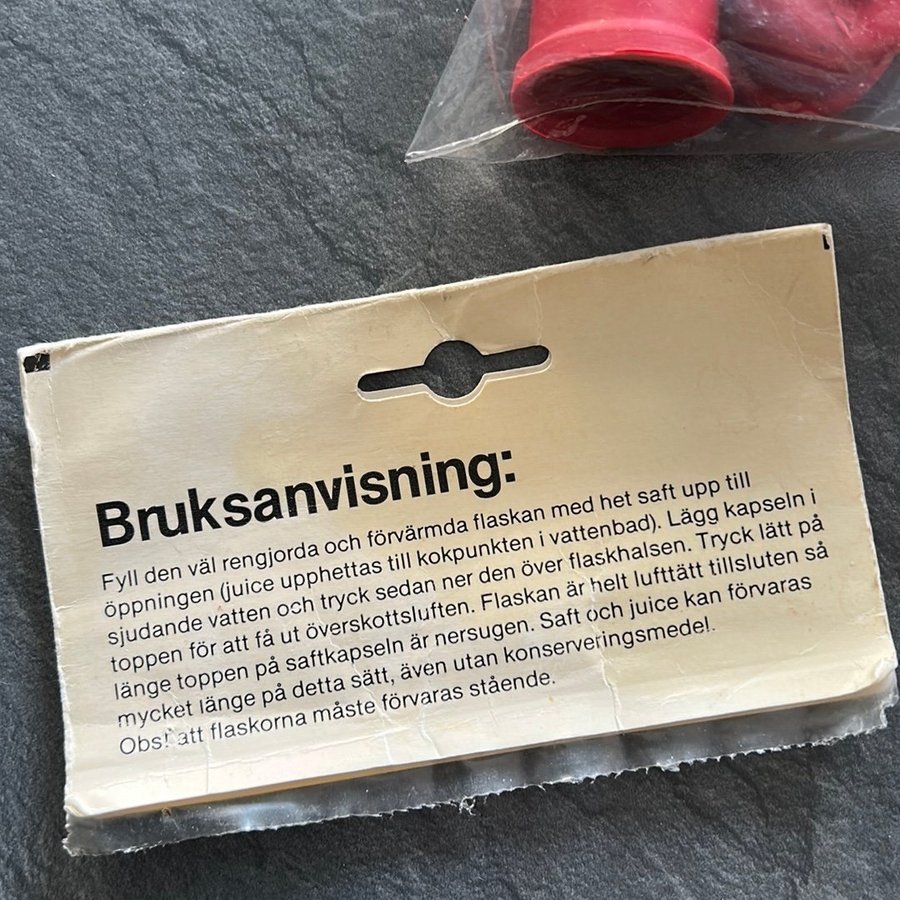 Bruksanvisning:
Fyll den väl rengjorda och förvärmda flaskan med het saft upp till
öppningen (juice upphettas till kokpunkten i vattenbad). Lägg kapseln i
sjudande vatten och tryck sedan ner den över flaskhalsen. Tryck lätt på
toppen för att få ut överskottsluften. Flaskan är helt lufttätt tillsluten så
länge toppen på saftkapseln är nersugen. Saft och juice kan förvaras
mycket länge på detta sätt, även utan konserveringsmedel.
Obs! att flaskorna måste förvaras stående.